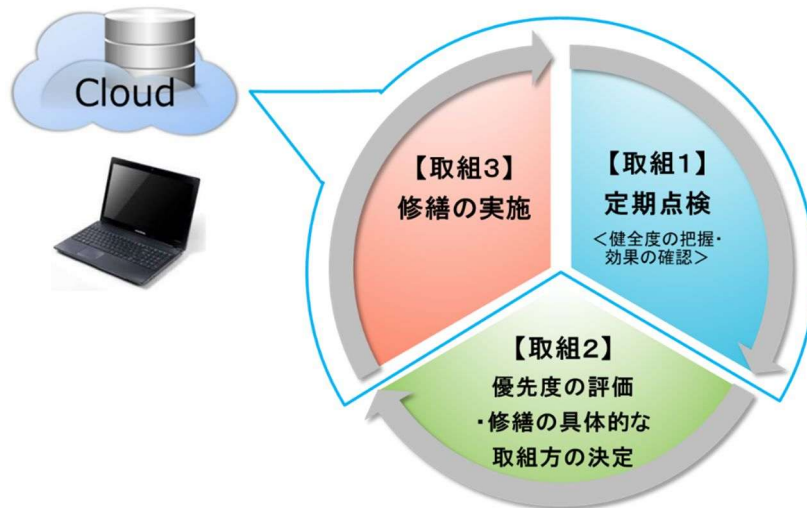 Cloud
【取組3】
修繕の実施
【取組1】
定期点検
＜健全度の把握・
効果の確認＞
【取組2】
優先度の評価
・修繕の具体的な
取組方の決定